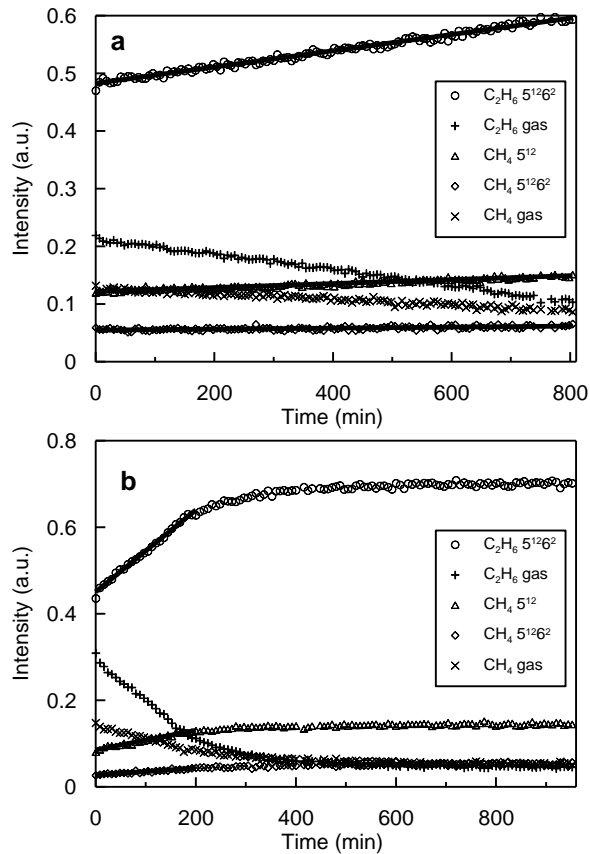 0.6
a
0.5
C₂H₆ 5¹²6²
C₂H₆ gas
0.4
CH₄ 5¹²
CH₄ 5¹²6²
0.3
CH₄ gas
0.2
0.1
0
0 200 400 600 800
Time (min)
Intensity (a.u.)
0.8
b
0.6
C₂H₆ 5¹²6²
C₂H₆ gas
CH₄ 5¹²
0.4
CH₄ 5¹²6²
CH₄ gas
0.2
0
0 200 400 600 800
Time (min)
Intensity (a.u.)